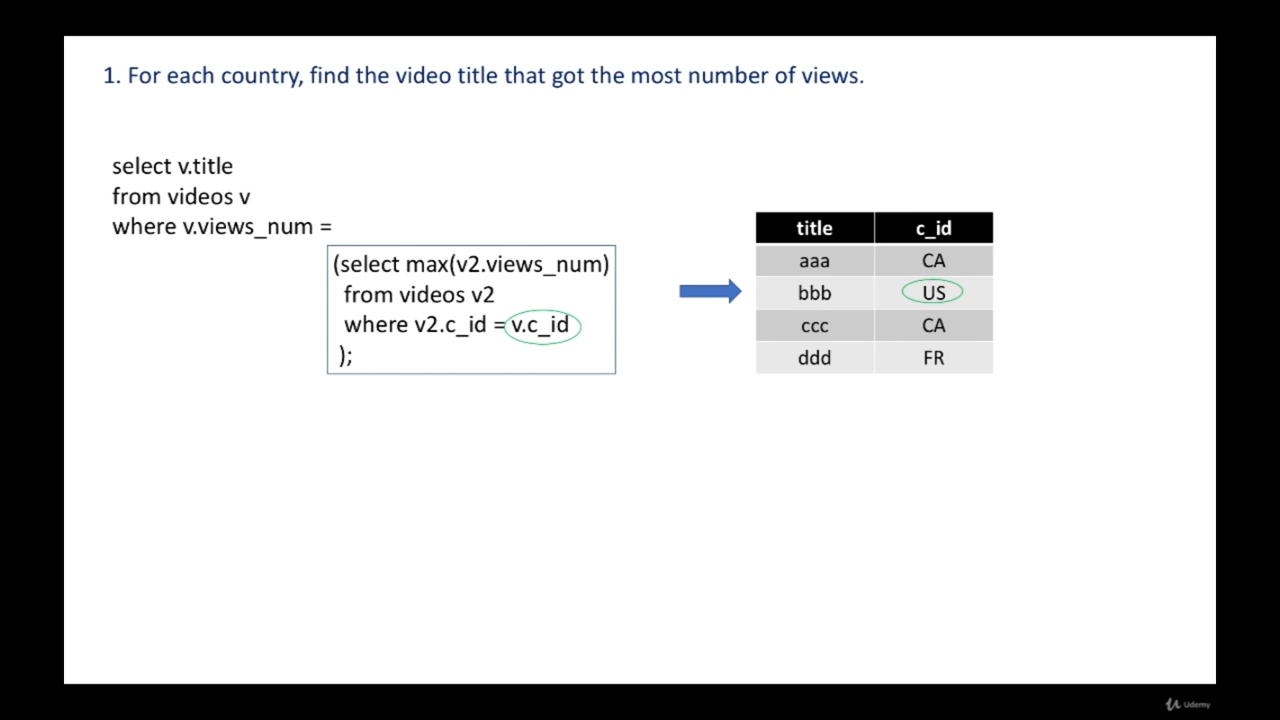 1. For each country, find the video title that got the most number of views.
select v.title
from videos v
where v.views_num =
(select max(v2.views_num)
from videos v2
where v2.c_id = v.c_id
);
title c_id
aaa CA
bbb US
ccc CA
ddd FR
Udemy